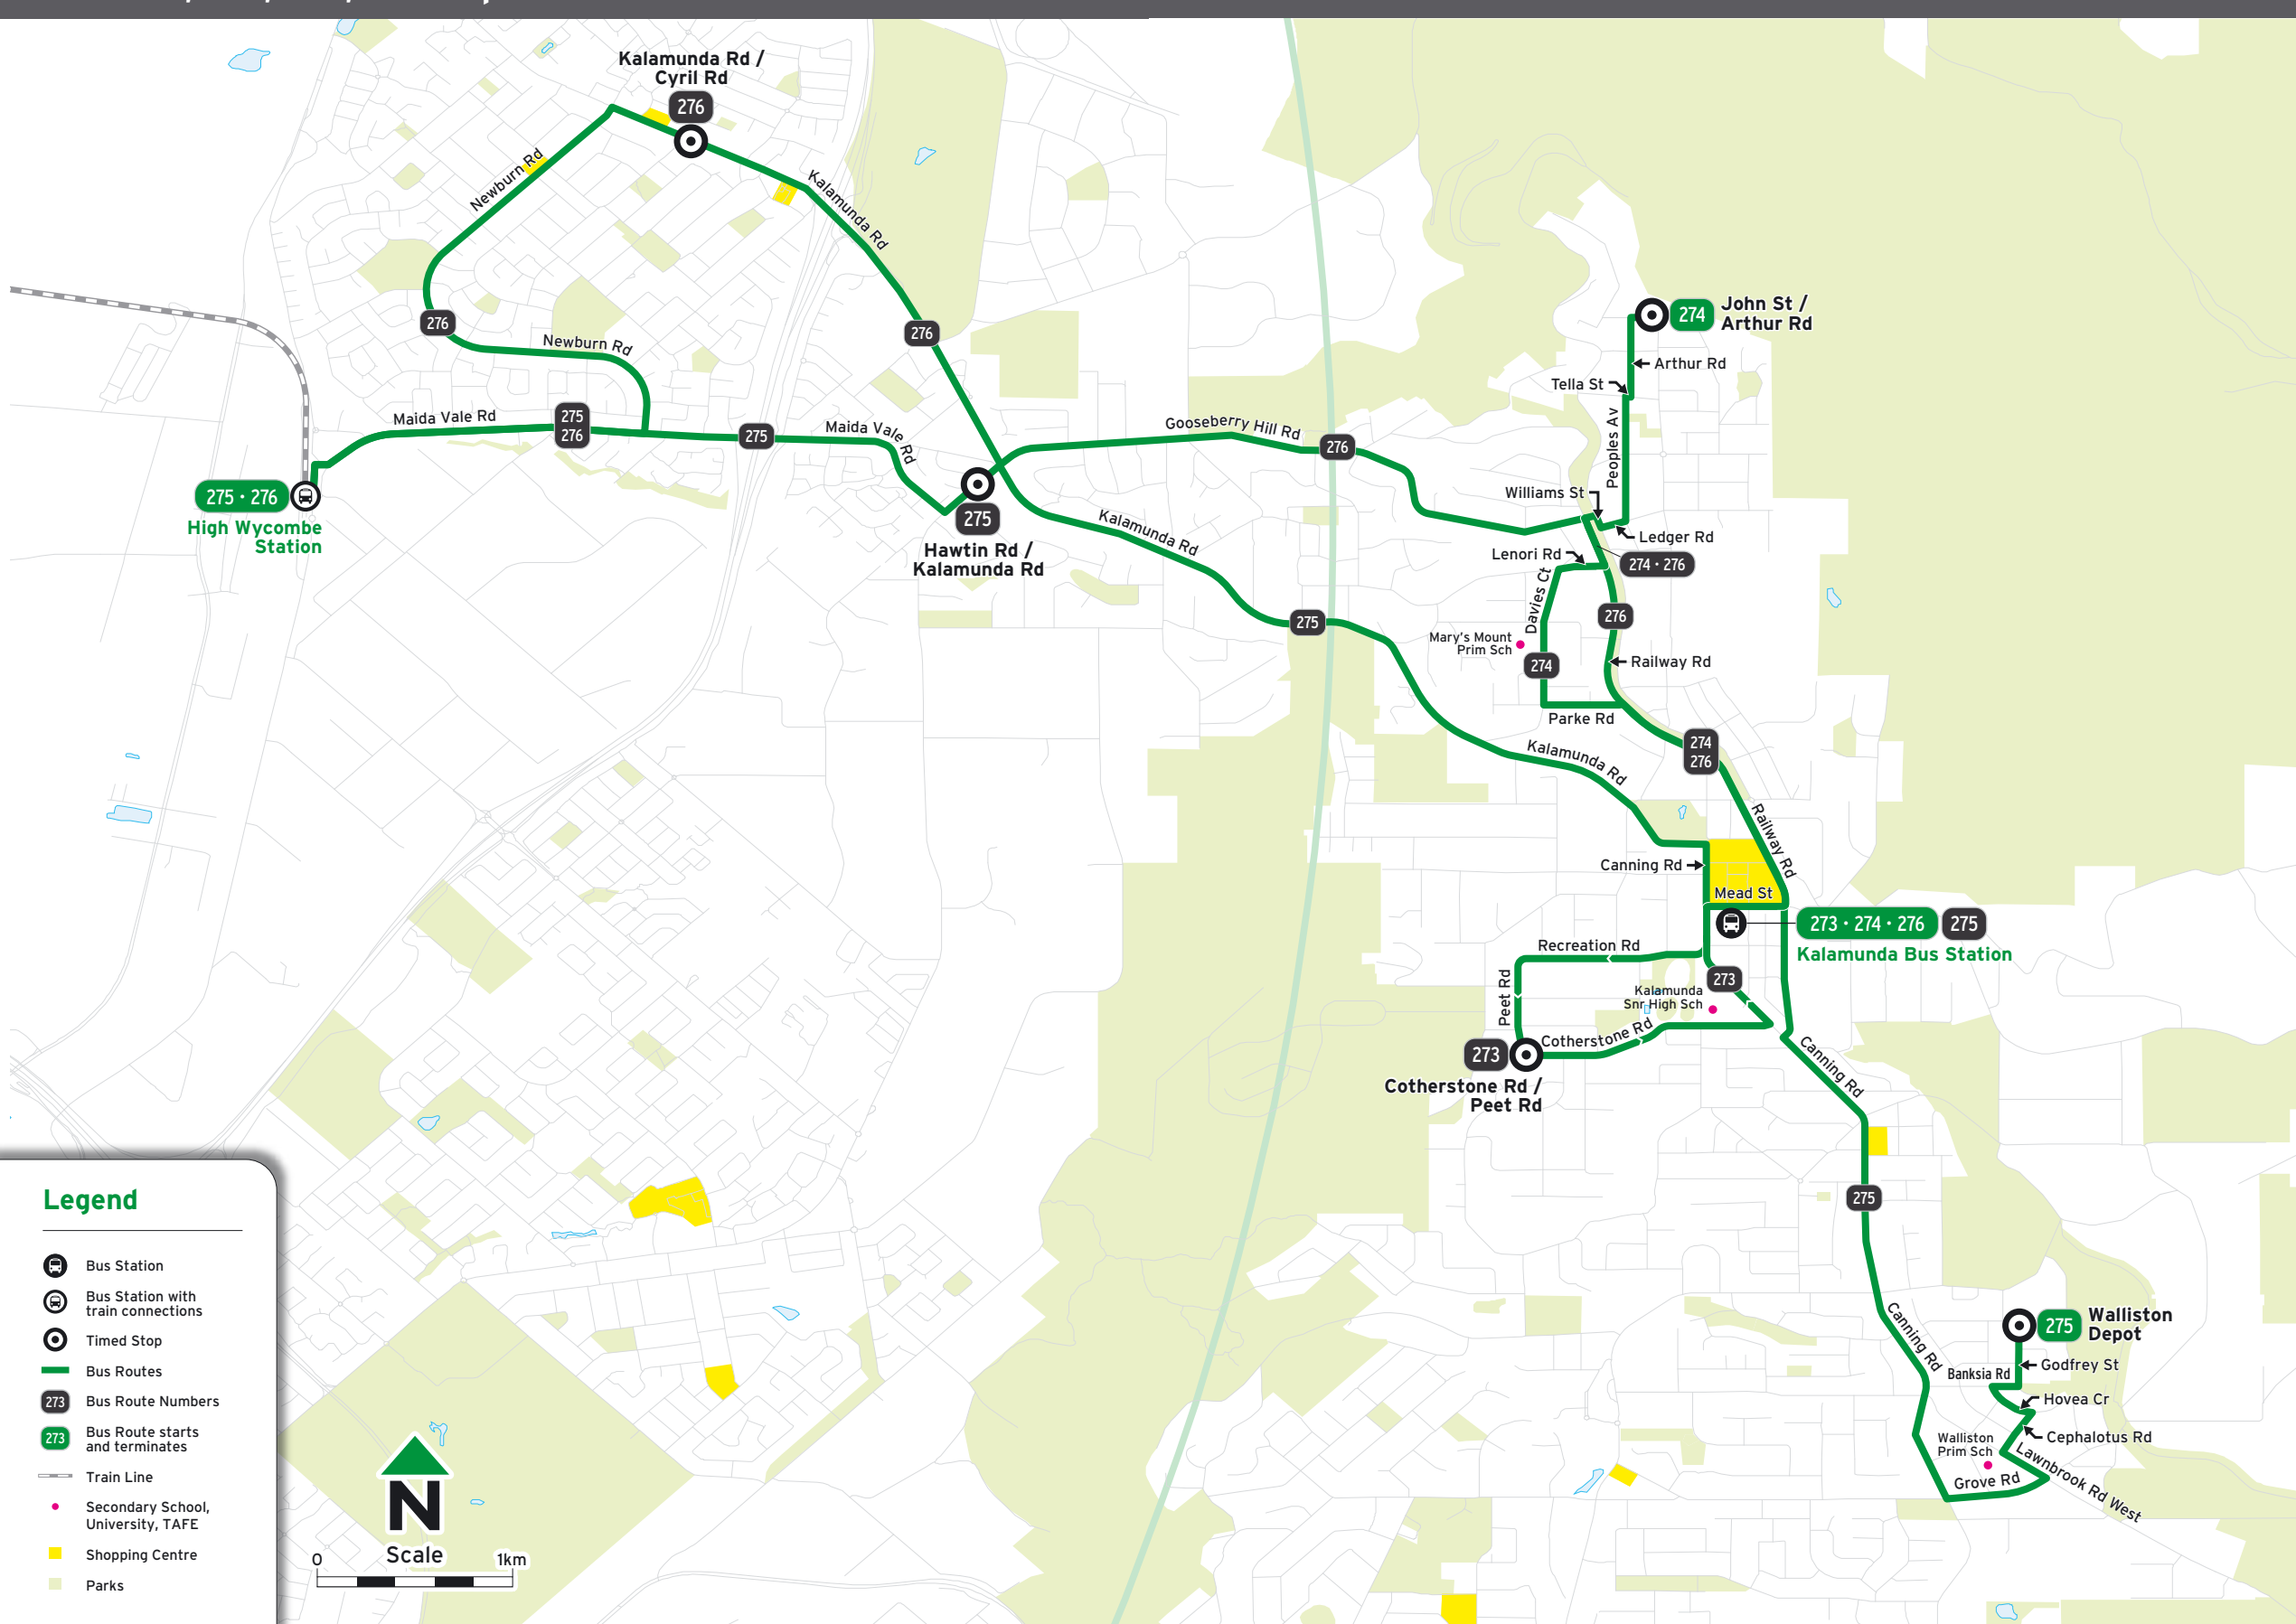 Kalamunda Rd /
Cyril Rd
276
Newburn Rd
Kalamunda Rd
276
276
Newburn Rd
Maida Vale Rd
275
276
275
Maida Vale Rd
275 · 276
High Wycombe
Station
275
Hawtin Rd /
Kalamunda Rd
Gooseberry Hill Rd
276
Kalamunda Rd
275
274
John St /
Arthur Rd
Arthur Rd
Tella St
Peoples Av
Williams St
Ledger Rd
Lenori Rd
274 · 276
Davies Ct
276
Mary's Mount
Prim Sch
274
Railway Rd
Parke Rd
274
276
Kalamunda Rd
Railway Rd
Canning Rd
Mead St
273 · 274 · 276
275
Kalamunda Bus Station
Recreation Rd
273
Peet Rd
Kalamunda
Snr High Sch
Cotherstone Rd
273
Cotherstone Rd /
Peet Rd
Canning Rd
275
Canning Rd
275
Walliston
Depot
Godfrey St
Banksia Rd
Hovea Cr
Cephalotus Rd
Walliston
Prim Sch
Lawnbrook Rd West
Grove Rd
Legend
Bus Station
Bus Station with
train connections
Timed Stop
Bus Routes
273
Bus Route Numbers
273
Bus Route starts
and terminates
Train Line
Secondary School,
University, TAFE
Shopping Centre
Parks
N
Scale
0
1km